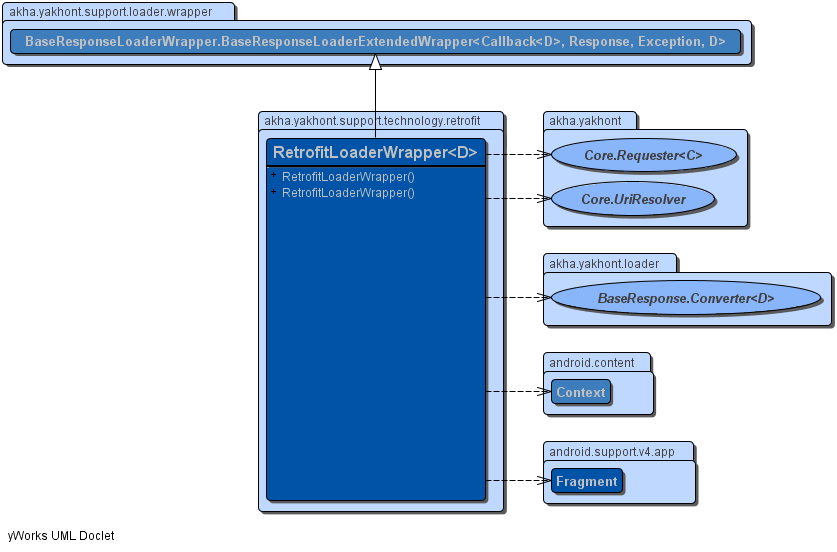 akha.yakhont.support.loader.wrapper
BaseResponseLoaderWrapper.BaseResponseLoaderExtendedWrapper<Callback<D>, Response, Exception, D>
akha.yakhont.support.technology.retrofit
RetrofitLoaderWrapper<D>
+ RetrofitLoaderWrapper()
+ RetrofitLoaderWrapper()
akha.yakhont
Core.Requester<C>
Core.UriResolver
akha.yakhont.loader
BaseResponse.Converter<D>
android.content
Context
android.support.v4.app
Fragment
yWorks UML Doclet